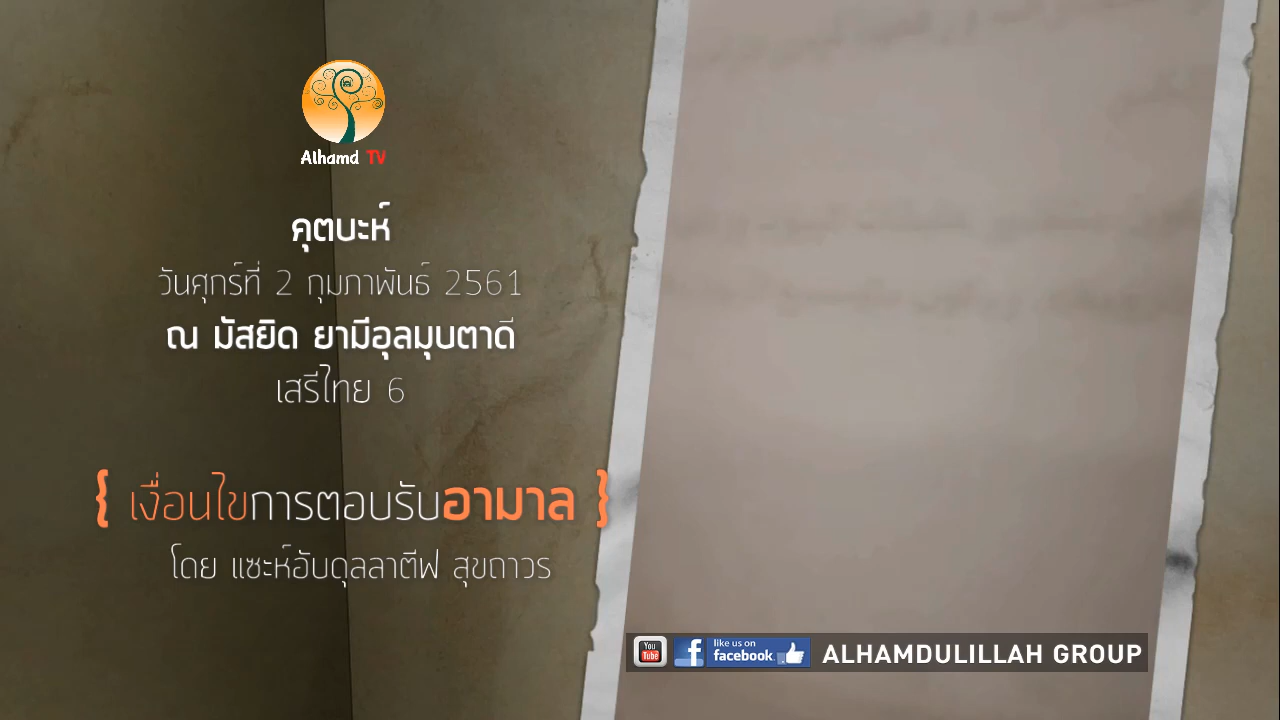 Alhamd TV
คุตบะห์
วันศุกร์ที่ 2 กุมภาพันธ์ 2561
ณ มัสยิด ยามีอุลมุบตาดี
เสรีไทย 6
{ เงื่อนไขการตอบรับอามาล }
โดย แซะห์อับดุลลาตีฟ สุขถาวร
You Tube
like us on
facebook
ALHAMDULILLAH GROUP